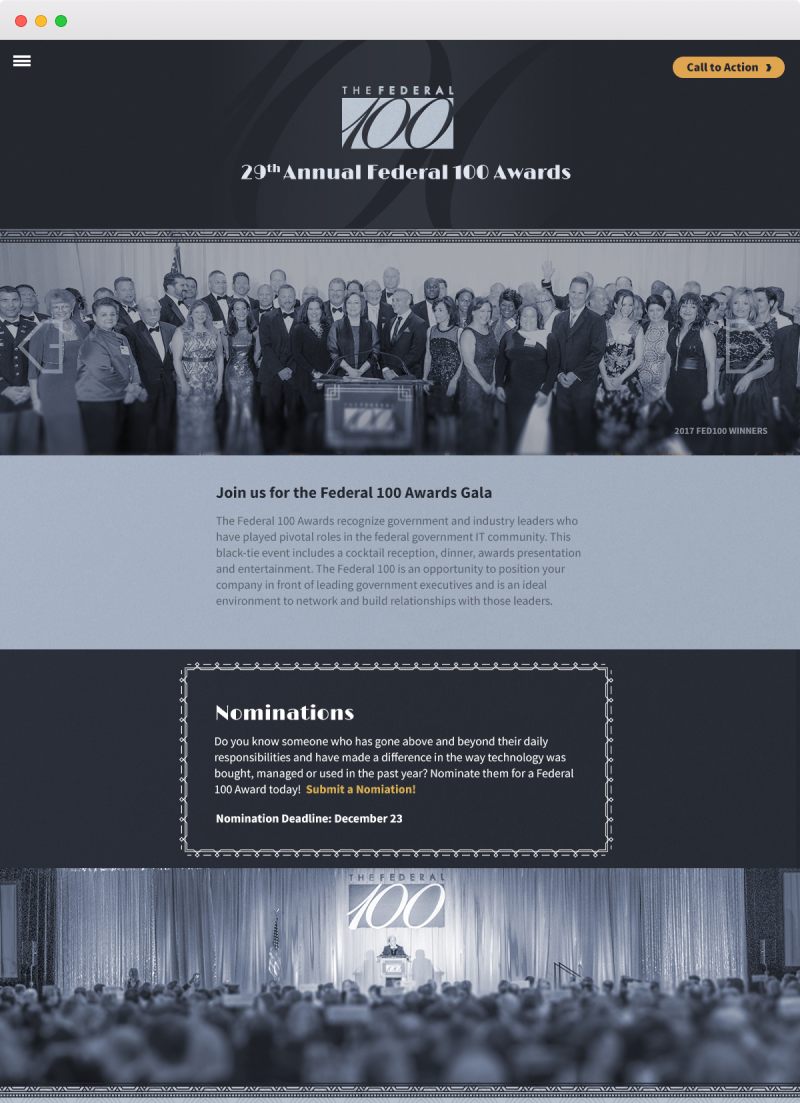 Call to Action
THE FEDERAL
100
29th Annual Federal 100 Awards
THE FEDERAL
100
2017 FED100 WINNERS
Join us for the Federal 100 Awards Gala
The Federal 100 Awards recognize government and industry leaders who
have played pivotal roles in the federal government IT community. This
black-tie event includes a cocktail reception, dinner, awards presentation
and entertainment. The Federal 100 is an opportunity to position your
company in front of leading government executives and is an ideal
environment to network and build relationships with those leaders.
Nominations
Do you know someone who has gone above and beyond their daily
responsibilities and have made a difference in the way technology was
bought, managed or used in the past year? Nominate them for a Federal
100 Award today! Submit a Nomiation!
Nomination Deadline: December 23
THE FEDERAL
100